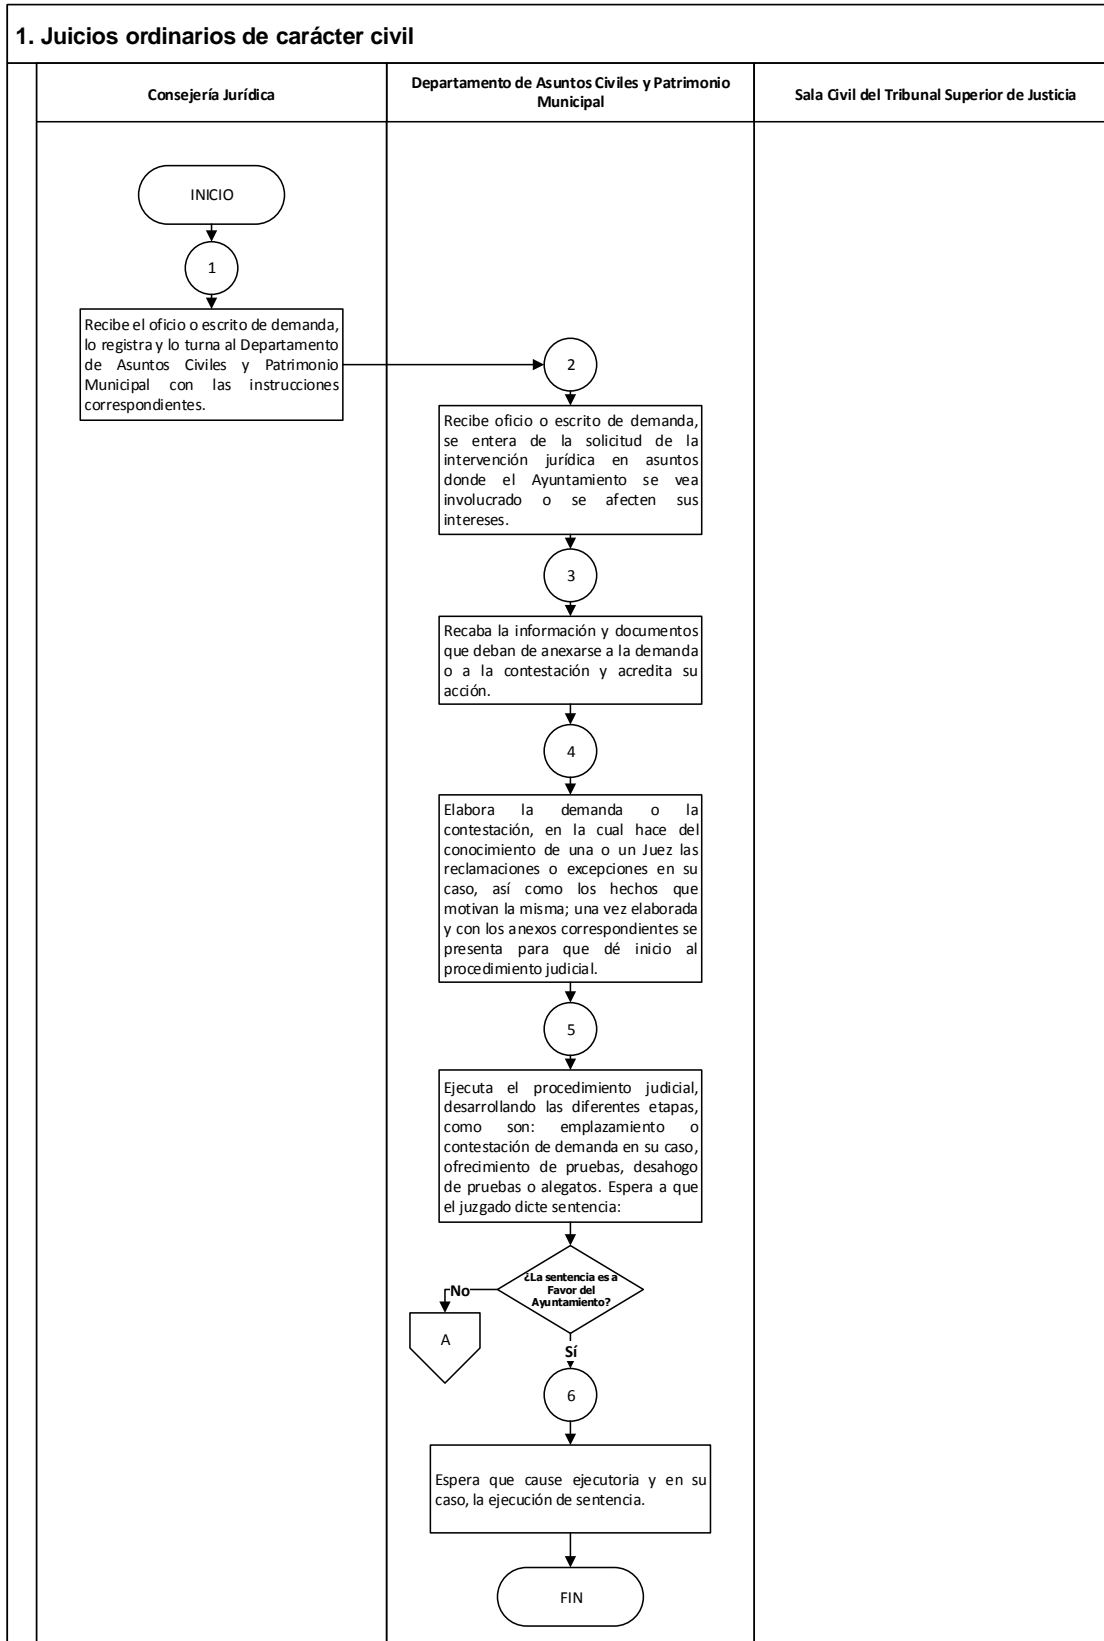 1. Juicios ordinarios de carácter civil
Consejería Jurídica
Departamento de Asuntos Civiles y Patrimonio
Municipal
Sala Civil del Tribunal Superior de Justicia
INICIO
1
Recibe el oficio o escrito de demanda,
lo registra y lo turna al Departamento
de Asuntos Civiles y Patrimonio
Municipal con las instrucciones
correspondientes.
2
Recibe oficio o escrito de demanda,
se entera de la solicitud de la
intervención jurídica en asuntos
donde el Ayuntamiento se vea
involucrado o se afecten sus
intereses.
3
Recaba la información y documentos
que deban de anexarse a la demanda
o a la contestación y acredita su
acción.
4
Elabora la demanda o la
contestación, en la cual hace del
conocimiento de una o un Juez las
reclamaciones o excepciones en su
caso, así como los hechos que
motivan la misma; una vez elaborada
y con los anexos correspondientes se
presenta para que dé inicio al
procedimiento judicial.
5
Ejecuta el procedimiento judicial,
desarrollando las diferentes etapas,
como son: emplazamiento o
contestación de demanda en su caso,
ofrecimiento de pruebas, desahogo
de pruebas o alegatos. Espera a que
el juzgado dicte sentencia:
¿La sentencia es a
Favor del
Ayuntamiento?
No
A
Sí
6
Espera que cause ejecutoria y en su
caso, la ejecución de sentencia.
FIN